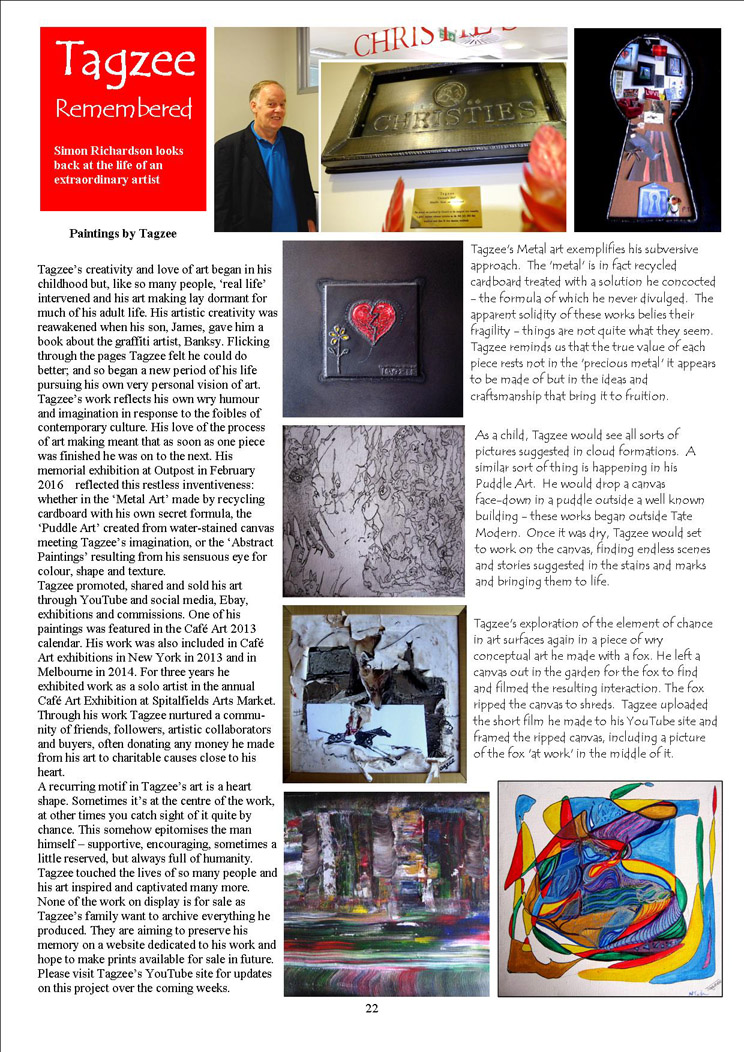 Tagzee
Remembered
Simon Richardson looks
back at the life of an
extraordinary artist
CHRISTIE'S
CHRISTIES
Tagzee
Paintings by Tagzee
Tagzee's creativity and love of art began in his
childhood but, like so many people, 'real life'
intervened and his art making lay dormant for
much of his adult life. His artistic creativity was
reawakened when his son, James, gave him a
book about the graffiti artist, Banksy. Flicking
through the pages Tagzee felt he could do
better; and so began a new period of his life
pursuing his own very personal vision of art.
Tagzee's work reflects his own wry humour
and imagination in response to the foibles of
contemporary culture. His love of the process
of art making meant that as soon as one piece
was finished he was on to the next. His
memorial exhibition at Outpost in February
2016 reflected this restless inventiveness:
whether in the 'Metal Art' made by recycling
cardboard with his own secret formula, the
'Puddle Art' created from water-stained canvas
meeting Tagzee's imagination, or the 'Abstract
Paintings' resulting from his sensuous eye for
colour, shape and texture.
Tagzee promoted, shared and sold his art
through YouTube and social media, Ebay,
exhibitions and commissions. One of his
paintings was featured in the Café Art 2013
calendar. His work was also included in Café
Art exhibitions in New York in 2013 and in
Melbourne in 2014. For three years he
exhibited work as a solo artist in the annual
Café Art Exhibition at Spitalfields Arts Market.
Through his work Tagzee nurtured a commu-
nity of friends, followers, artistic collaborators
and buyers, often donating any money he made
from his art to charitable causes close to his
heart.
A recurring motif in Tagzee's art is a heart
shape. Sometimes it's at the centre of the work,
at other times you catch sight of it quite by
chance. This somehow epitomises the man
himself – supportive, encouraging, sometimes a
little reserved, but always full of humanity.
Tagzee touched the lives of so many people and
his art inspired and captivated many more.
None of the work on display is for sale as
Tagzee's family want to archive everything he
produced. They are aiming to preserve his
memory on a website dedicated to his work and
hope to make prints available for sale in future.
Please visit Tagzee's YouTube site for updates
on this project over the coming weeks.
Tagzee's Metal art exemplifies his subversive
approach. The 'metal' is in fact recycled
cardboard treated with a solution he concocted
- the formula of which he never divulged. The
apparent solidity of these works belies their
fragility - things are not quite what they seem.
Tagzee reminds us that the true value of each
piece rests not in the 'precious metal' it appears
to be made of but in the ideas and
craftsmanship that bring it to fruition.
TAGZEE
As a child, Tagzee would see all sorts of
pictures suggested in cloud formations. A
similar sort of thing is happening in his
Puddle Art. He would drop a canvas
face-down in a puddle outside a well known
building - these works began outside Tate
Modern. Once it was dry, Tagzee would set
to work on the canvas, finding endless scenes
and stories suggested in the stains and marks
and bringing them to life.
Tagzee's exploration of the element of chance
in art surfaces again in a piece of wry
conceptual art he made with a fox. He left a
canvas out in the garden for the fox to find
and filmed the resulting interaction. The fox
ripped the canvas to shreds. Tagzee uploaded
the short film he made to his YouTube site and
framed the ripped canvas, including a picture
of the fox 'at work' in the middle of it.
22